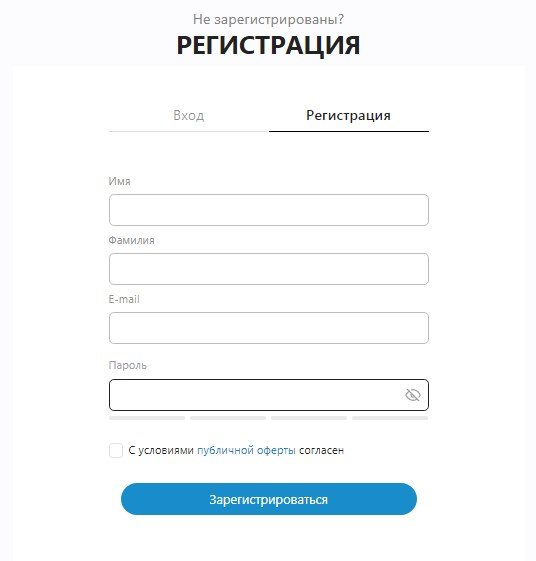 Не зарегистрированы?
РЕГИСТРАЦИЯ
Вход Регистрация
Имя
Фамилия
E-mail
Пароль
С условиями публичной оферты согласен
Зарегистрироваться